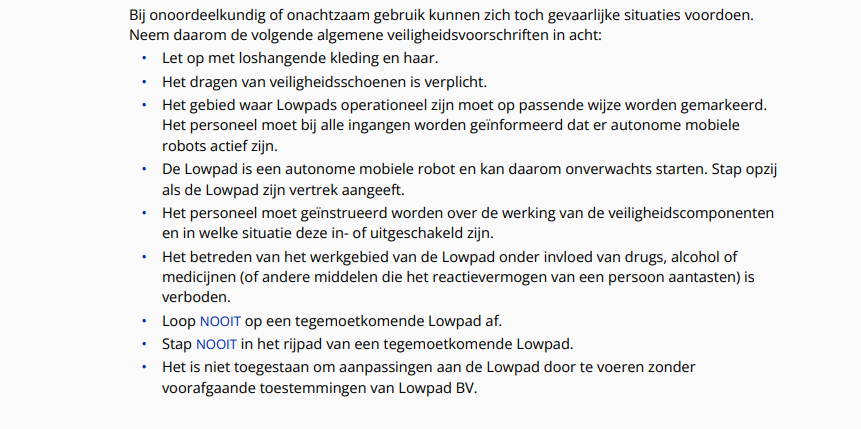 Bij onoordeelkundig of onachtzaam gebruik kunnen zich toch gevaarlijke situaties voordoen.
Neem daarom de volgende algemene veiligheidsvoorschriften in acht:
• Let op met loshangende kleding en haar.
• Het dragen van veiligheidsschoenen is verplicht.
• Het gebied waar Lowpads operationeel zijn moet op passende wijze worden gemarkeerd.
Het personeel moet bij alle ingangen worden geïnformeerd dat er autonome mobiele
robots actief zijn.
• De Lowpad is een autonome mobiele robot en kan daarom onverwachts starten. Stap opzij
als de Lowpad zijn vertrek aangeeft.
• Het personeel moet geïnstrueerd worden over de werking van de veiligheidscomponenten
en in welke situatie deze in- of uitgeschakeld zijn.
• Het betreden van het werkgebied van de Lowpad onder invloed van drugs, alcohol of
medicijnen (of andere middelen die het reactievermogen van een persoon aantasten) is
verboden.
• Loop NOOIT op een tegemoetkomende Lowpad af.
• Stap NOOIT in het rijpad van een tegemoetkomende Lowpad.
• Het is niet toegestaan om aanpassingen aan de Lowpad door te voeren zonder
voorafgaande toestemmingen van Lowpad BV.